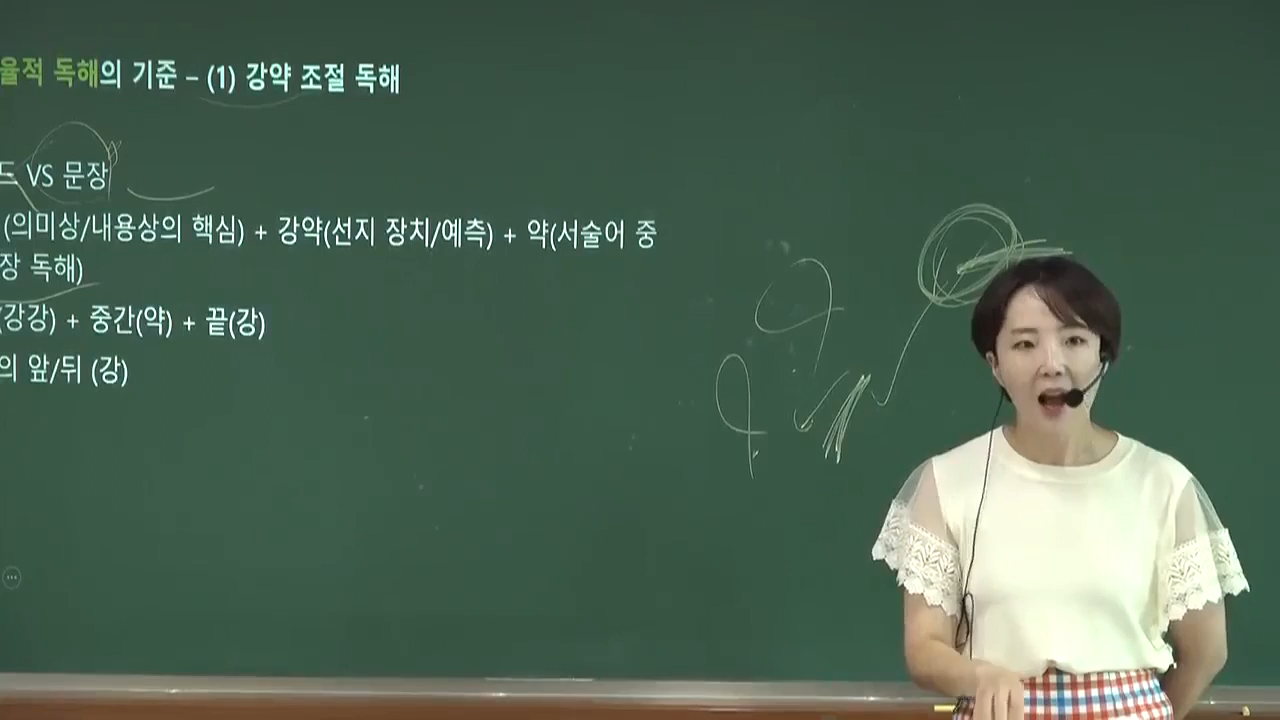 율적 독해의 기준 – (1) 강약 조절 독해
드 VS 문장
(의미상/내용상의 핵심) + 강약(선지 장치/예측) + 약(서술어 중
장 독해)
(강강) + 중간(약) + 끝(강)
의 앞/뒤 (강)